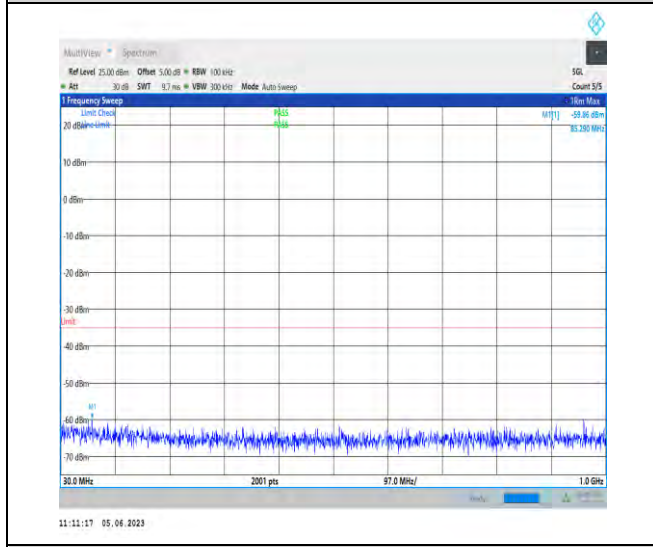 MultiView Spectrum
Ref Level 25.00 dBm Offset 5.00 dB RBW 100 kHz SGL
Att 30 dB SWT 9.7 ms VBW 300 kHz Mode Auto Sweep Count 5/5
1 Frequency Sweep 1Rm Max
Limit Check PASS M1[1] -59.86 dBm
20 dBm Line Limit PASS 85.290 MHz
10 dBm
0 dBm
-10 dBm
-20 dBm
-30 dBm
Limit
-40 dBm
-50 dBm
M1
-60 dBm
-70 dBm
30.0 MHz 2001 pts 97.0 MHz/ 1.0 GHz
Ready
11:11:17 05.06.2023